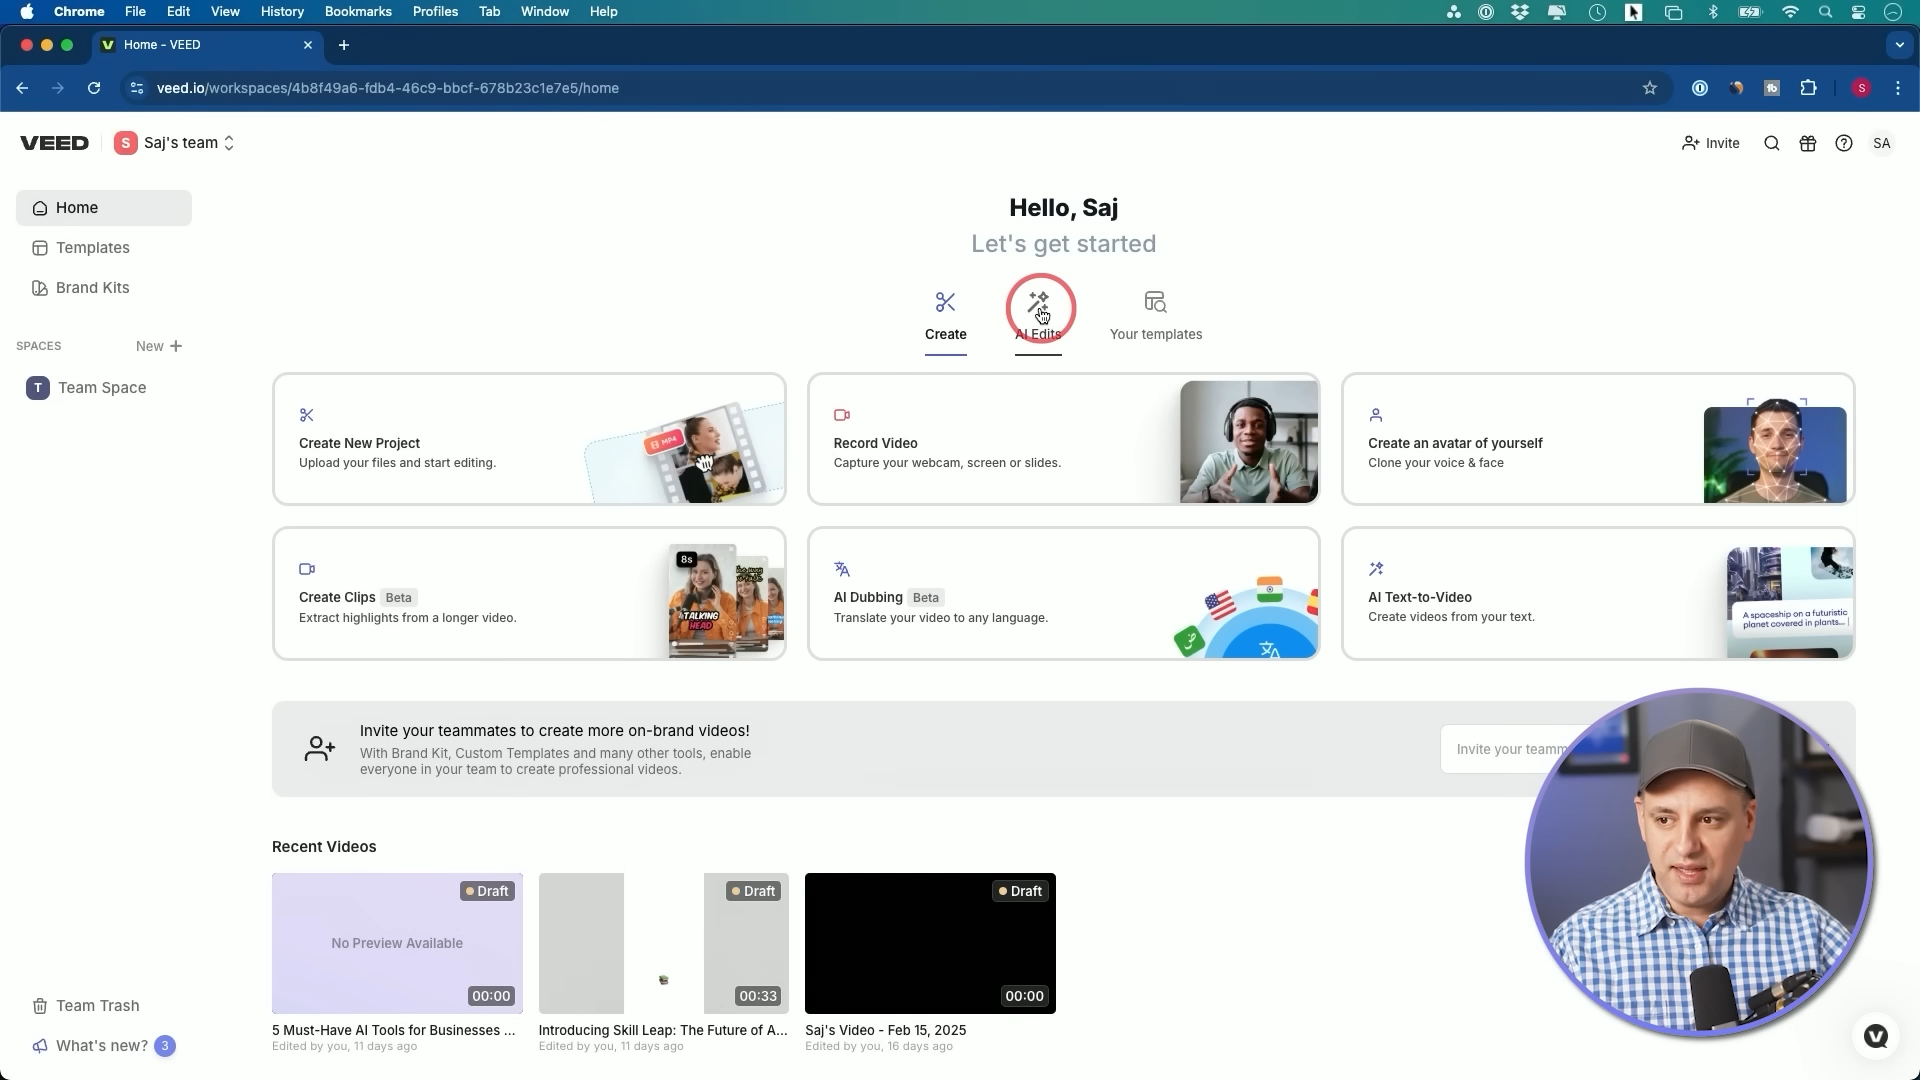 Chrome File Edit View History Bookmarks Profiles Tab Window Help
Home - VEED
veed.io/workspaces/4b8f49a6-fdb4-46c9-bbcf-678b23c1e7e5/home
S
VEED
S Saj's team
Invite
SA
Home
Templates
Brand Kits
SPACES New +
T Team Space
Hello, Saj
Let's get started
Create
AI Edits
Your templates
Create New Project
Upload your files and start editing.
MP4
Record Video
Capture your webcam, screen or slides.
Create an avatar of yourself
Clone your voice & face
Create Clips Beta
Extract highlights from a longer video.
8s
TALKING
HEAD
AI Dubbing Beta
Translate your video to any language.
AI Text-to-Video
Create videos from your text.
A spaceship on a futuristic
planet covered in plants...
Invite your teammates to create more on-brand videos!
With Brand Kit, Custom Templates and many other tools, enable
everyone in your team to create professional videos.
Invite your teamm
Recent Videos
Draft
No Preview Available
00:00
5 Must-Have AI Tools for Businesses ...
Edited by you, 11 days ago
Draft
00:33
Introducing Skill Leap: The Future of A...
Edited by you, 11 days ago
Draft
00:00
Saj's Video - Feb 15, 2025
Edited by you, 16 days ago
Team Trash
What's new? 3